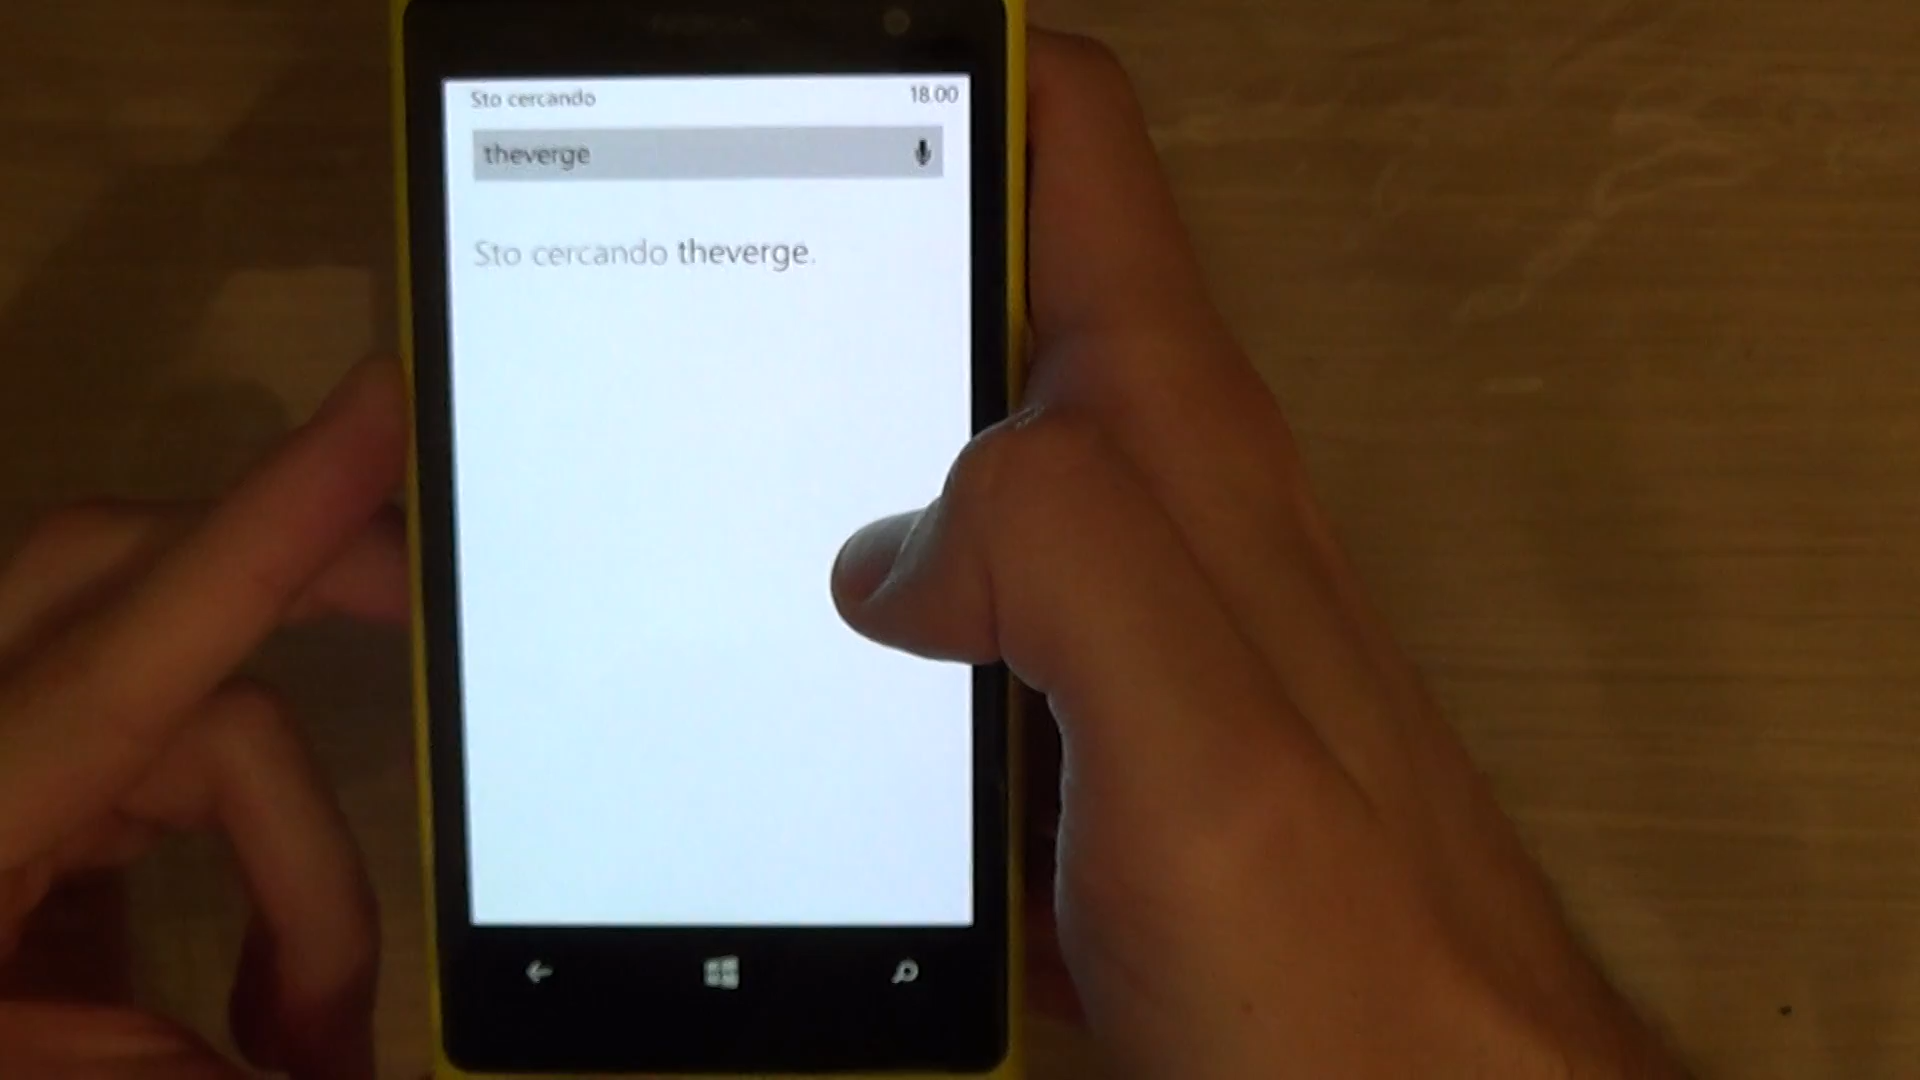 Sto cercando 18.00
theverge
Sto cercando theverge.